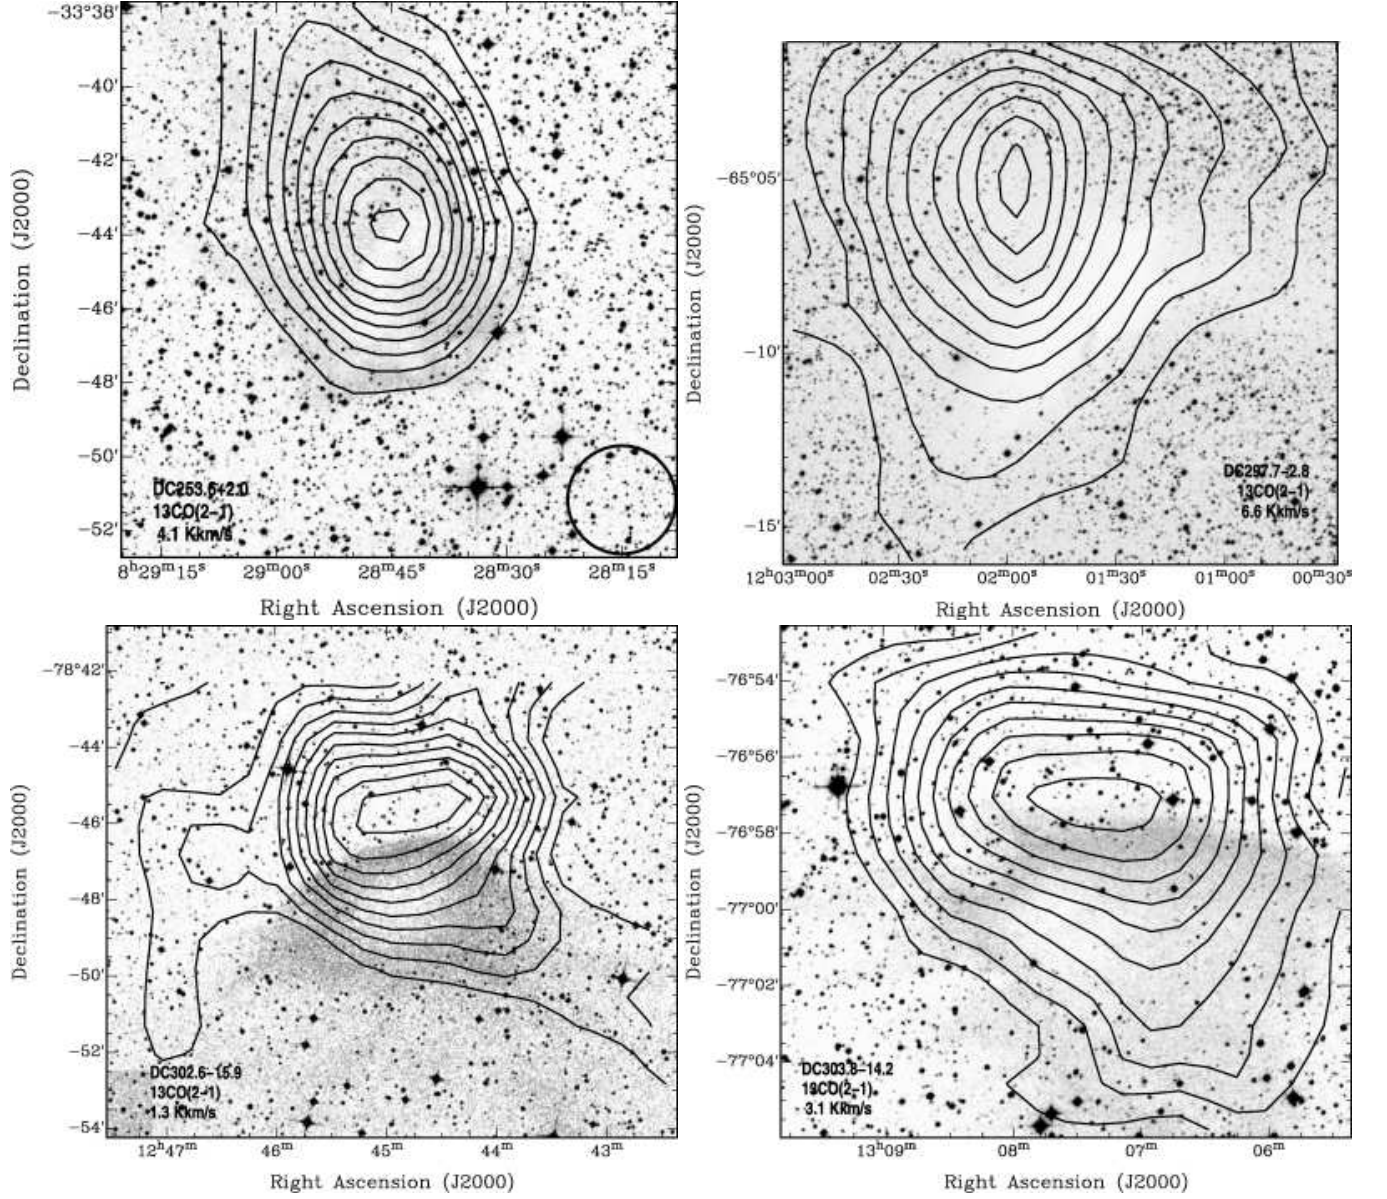 -33°38'
-40'
-42'
-44'
-46'
-48'
-50'
-52'
Declination (J2000)
DC253.6+2.0
13CO(2-1)
4.1 Kkm/s
8ʰ29ᵐ15ˢ 29ᵐ00ˢ 28ᵐ45ˢ 28ᵐ30ˢ 28ᵐ15ˢ
Right Ascension (J2000)
-65°05'
-10'
-15'
Declination (J2000)
DC297.7-2.8
13CO(2-1)
6.6 Kkm/s
12ʰ03ᵐ00ˢ 02ᵐ30ˢ 02ᵐ00ˢ 01ᵐ30ˢ 01ᵐ00ˢ 00ᵐ30ˢ
Right Ascension (J2000)
-78°42'
-44'
-46'
-48'
-50'
-52'
-54'
Declination (J2000)
DC302.6-15.9
13CO(2-1)
1.3 Kkm/s
12ʰ47ᵐ 46ᵐ 45ᵐ 44ᵐ 43ᵐ
Right Ascension (J2000)
-76°54'
-76°56'
-76°58'
-77°00'
-77°02'
-77°04'
Declination (J2000)
DC303.8-14.2
13CO(2-1)
3.1 Kkm/s
13ʰ09ᵐ 08ᵐ 07ᵐ 06ᵐ
Right Ascension (J2000)